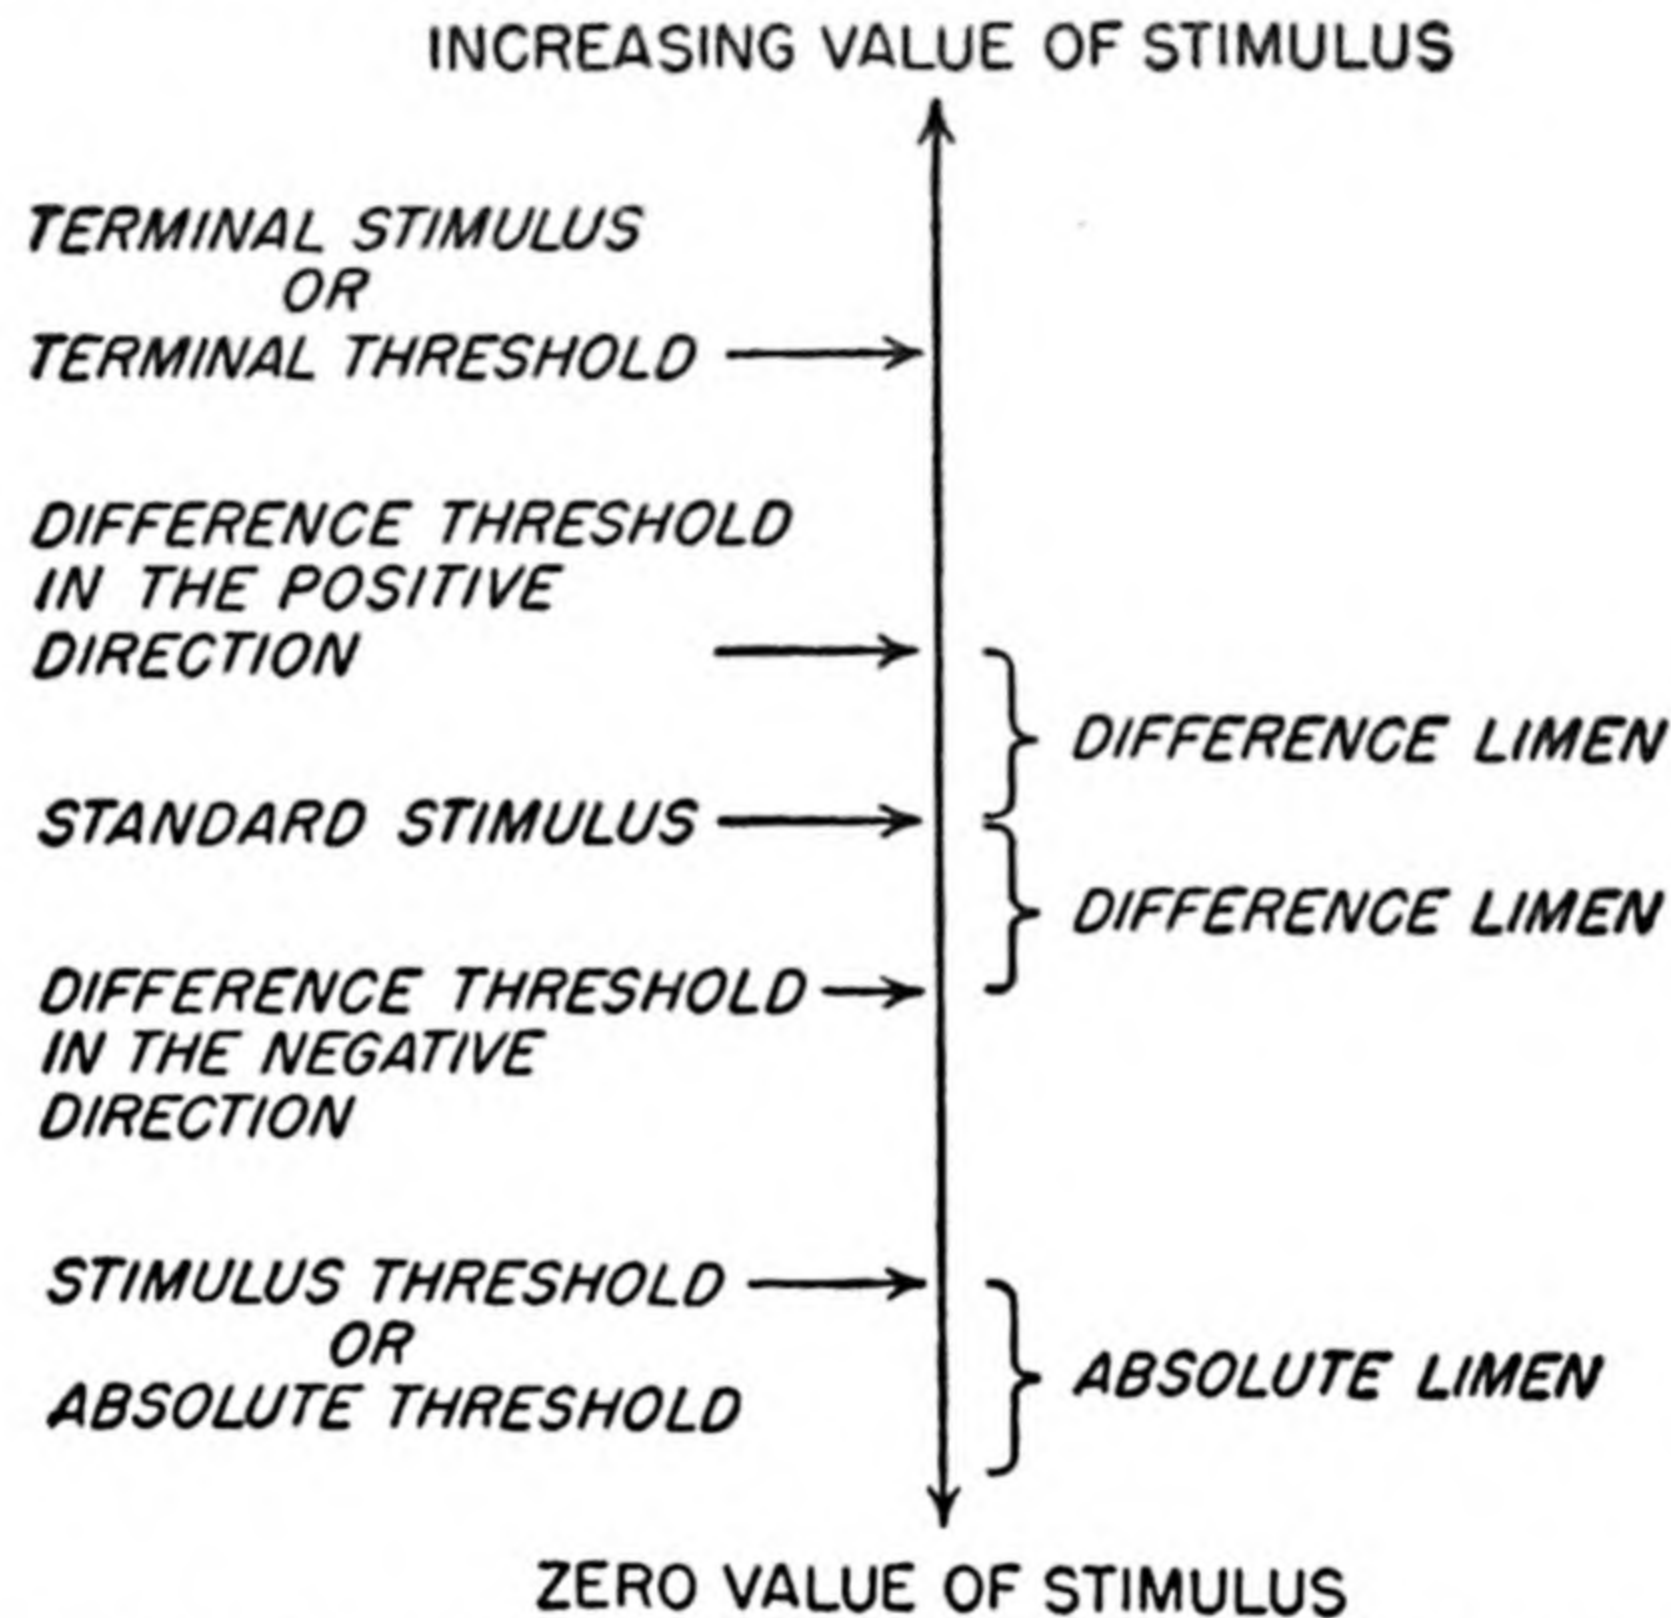 INCREASING VALUE OF STIMULUS
TERMINAL STIMULUS
OR
TERMINAL THRESHOLD
DIFFERENCE THRESHOLD
IN THE POSITIVE
DIRECTION
DIFFERENCE LIMEN
STANDARD STIMULUS
DIFFERENCE LIMEN
DIFFERENCE THRESHOLD
IN THE NEGATIVE
DIRECTION
STIMULUS THRESHOLD
OR
ABSOLUTE THRESHOLD
ABSOLUTE LIMEN
ZERO VALUE OF STIMULUS